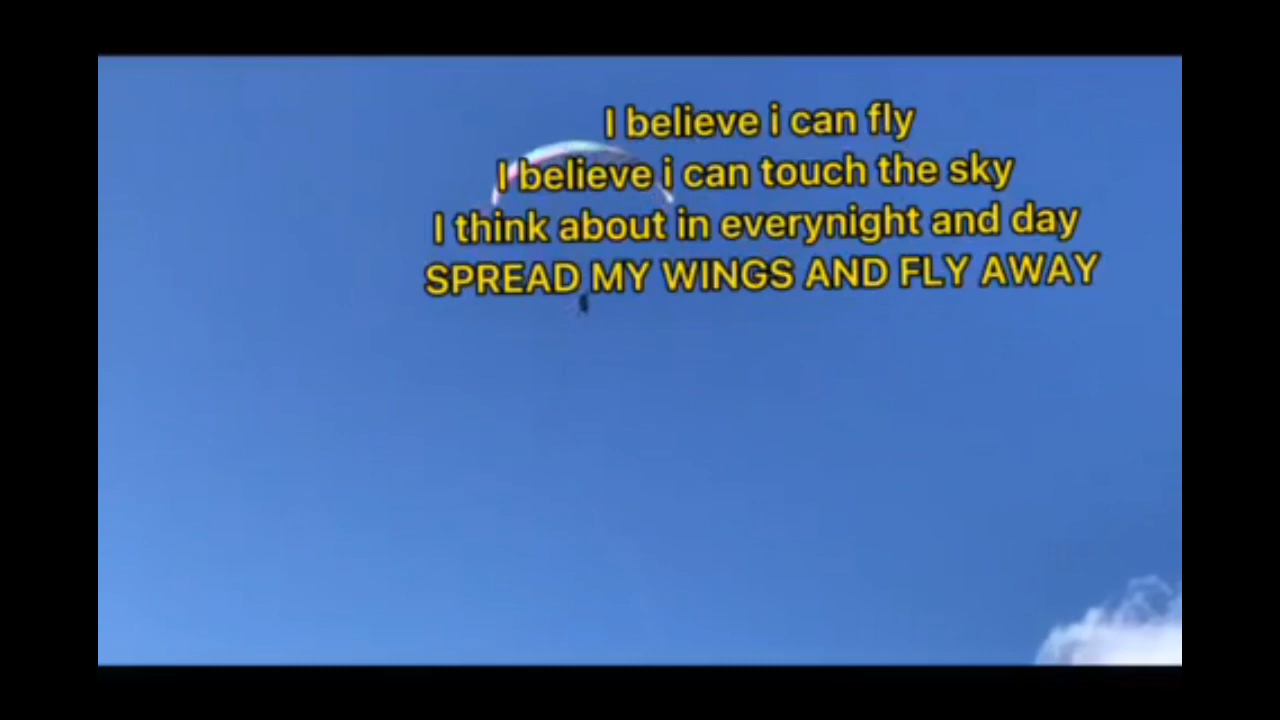 I believe i can fly
I believe i can touch the sky
I think about in everynight and day
SPREAD MY WINGS AND FLY AWAY